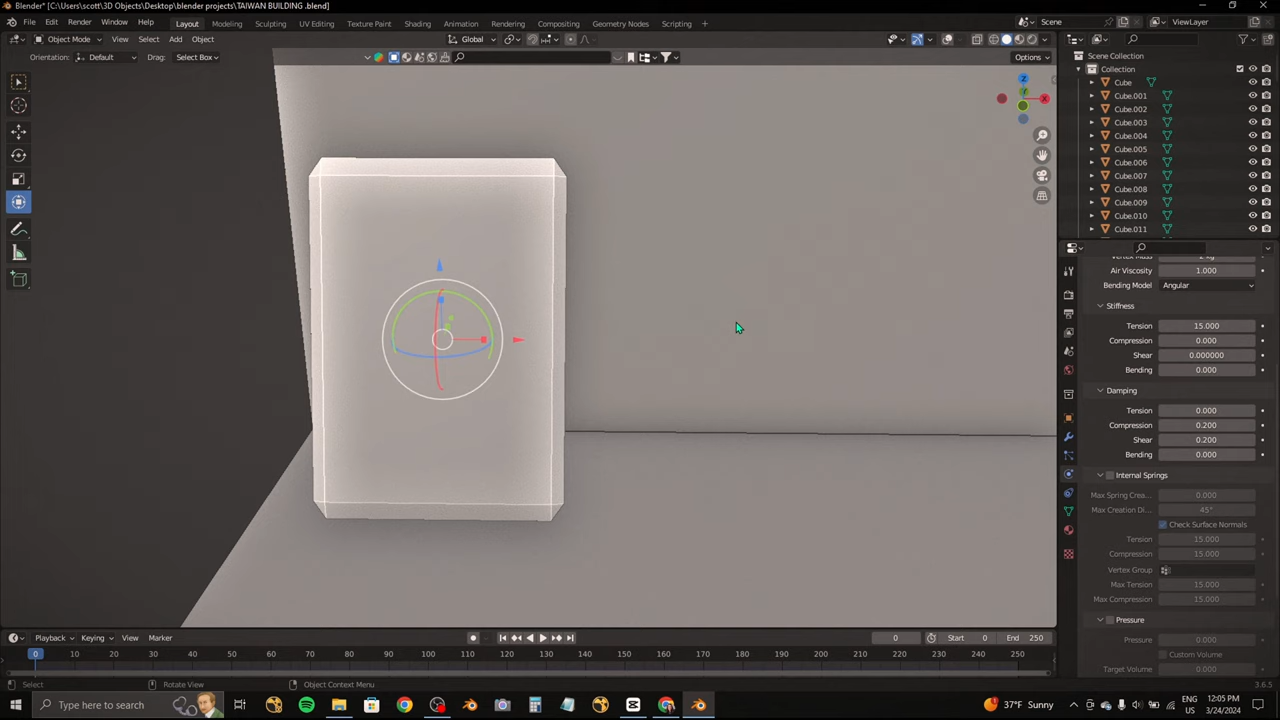 Blender* [C:\Users\scott\3D Objects\Desktop\blender projects\TAIWAN BUILDING .blend]
File Edit Render Window Help Layout Modeling Sculpting UV Editing Texture Paint Shading Animation Rendering Compositing Geometry Nodes Scripting + Scene ViewLayer
Object Mode View Select Add Object Global
Orientation: Default Drag: Select Box Options
Scene Collection
Collection
Cube
Cube.001
Cube.002
Cube.003
Cube.004
Cube.005
Cube.006
Cube.007
Cube.008
Cube.009
Cube.010
Cube.011
Z
X
Air Viscosity 1.000
Bending Model Angular
Stiffness
Tension 15.000
Compression 0.000
Shear 0.000000
Bending 0.000
Damping
Tension 0.000
Compression 0.200
Shear 0.200
Bending 0.000
Internal Springs
Max Spring Crea... 0.000
Max Creation Di... 45°
Check Surface Normals
Tension 15.000
Compression 15.000
Vertex Group
Max Tension 15.000
Max Compression 15.000
Pressure
Pressure 0.000
Custom Volume
Target Volume 0.000
Playback Keying View Marker 0 Start 0 End 250
0 10 20 30 40 50 60 70 80 90 100 110 120 130 140 150 160 170 180 190 200 210 220 230 240 250
Select Rotate View Object Context Menu 3.6.5
Type here to search 37°F Sunny ENG US 12:05 PM 3/24/2024